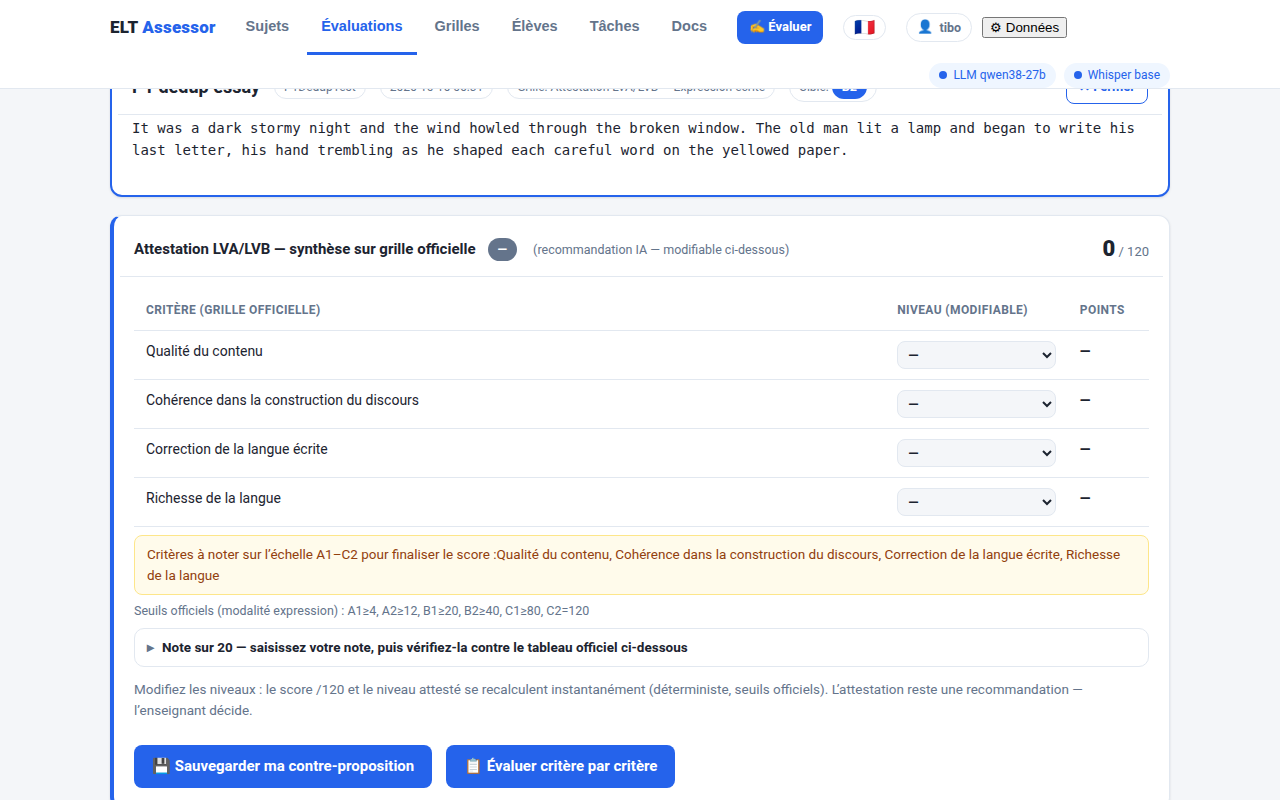 ELT Assessor Sujets Évaluations Grilles Élèves Tâches Docs ✍ Évaluer tibo ⚙ Données
LLM qwen38-27b Whisper base
It was a dark stormy night and the wind howled through the broken window. The old man lit a lamp and began to write his
last letter, his hand trembling as he shaped each careful word on the yellowed paper.
Attestation LVA/LVB — synthèse sur grille officielle — (recommandation IA — modifiable ci-dessous) 0 / 120
CRITÈRE (GRILLE OFFICIELLE) NIVEAU (MODIFIABLE) POINTS
Qualité du contenu — —
Cohérence dans la construction du discours — —
Correction de la langue écrite — —
Richesse de la langue — —
Critères à noter sur l'échelle A1–C2 pour finaliser le score :Qualité du contenu, Cohérence dans la construction du discours, Correction de la langue écrite, Richesse
de la langue
Seuils officiels (modalité expression) : A1≥4, A2≥12, B1≥20, B2≥40, C1≥80, C2=120
▶ Note sur 20 — saisissez votre note, puis vérifiez-la contre le tableau officiel ci-dessous
Modifiez les niveaux : le score /120 et le niveau attesté se recalculent instantanément (déterministe, seuils officiels). L'attestation reste une recommandation —
l'enseignant décide.
💾 Sauvegarder ma contre-proposition 📋 Évaluer critère par critère